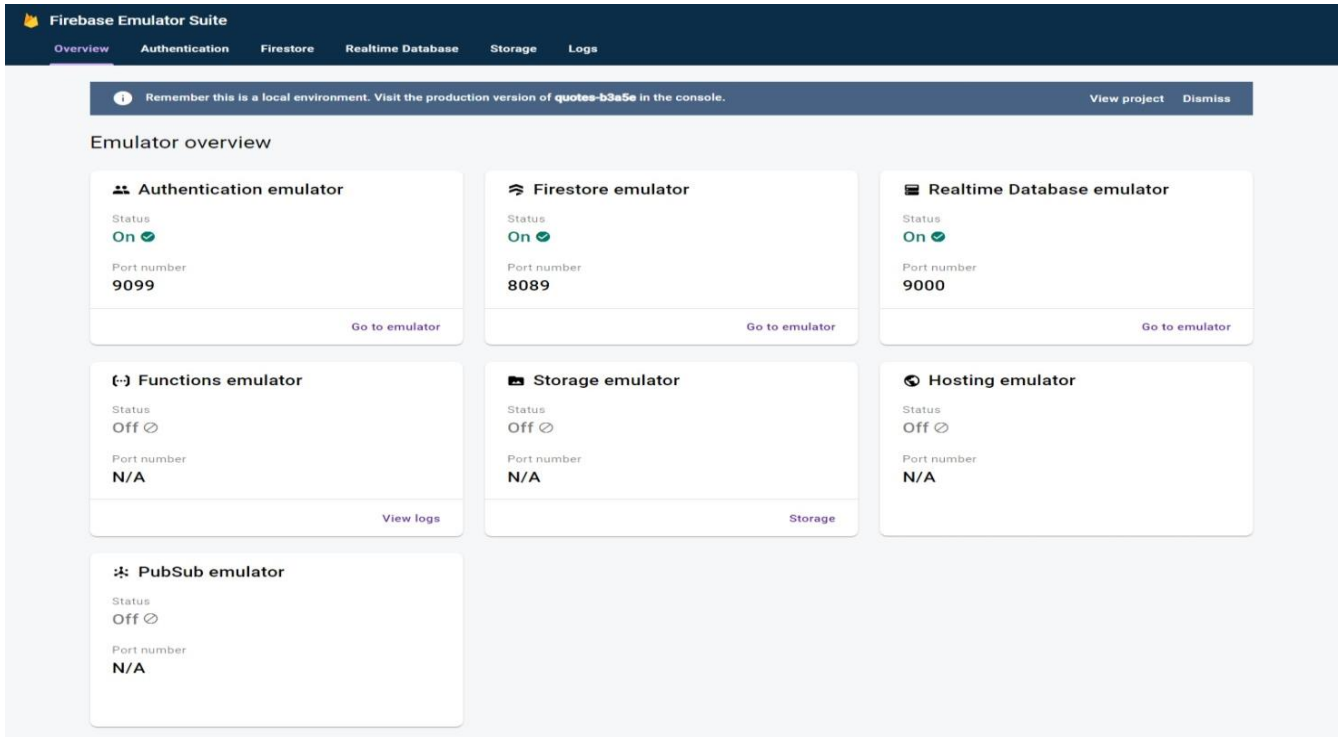 Firebase Emulator Suite
Overview Authentication Firestore Realtime Database Storage Logs
Remember this is a local environment. Visit the production version of quotes-b3a5e in the console. View project Dismiss
Emulator overview
Authentication emulator
Status
On
Port number
9099
Go to emulator
Firestore emulator
Status
On
Port number
8089
Go to emulator
Realtime Database emulator
Status
On
Port number
9000
Go to emulator
Functions emulator
Status
Off
Port number
N/A
View logs
Storage emulator
Status
Off
Port number
N/A
Storage
Hosting emulator
Status
Off
Port number
N/A
PubSub emulator
Status
Off
Port number
N/A